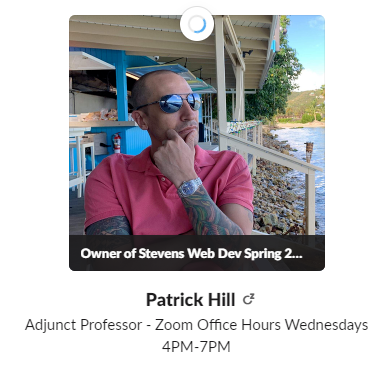 Owner of Stevens Web Dev Spring 2...
Patrick Hill
Adjunct Professor - Zoom Office Hours Wednesdays
4PM-7PM